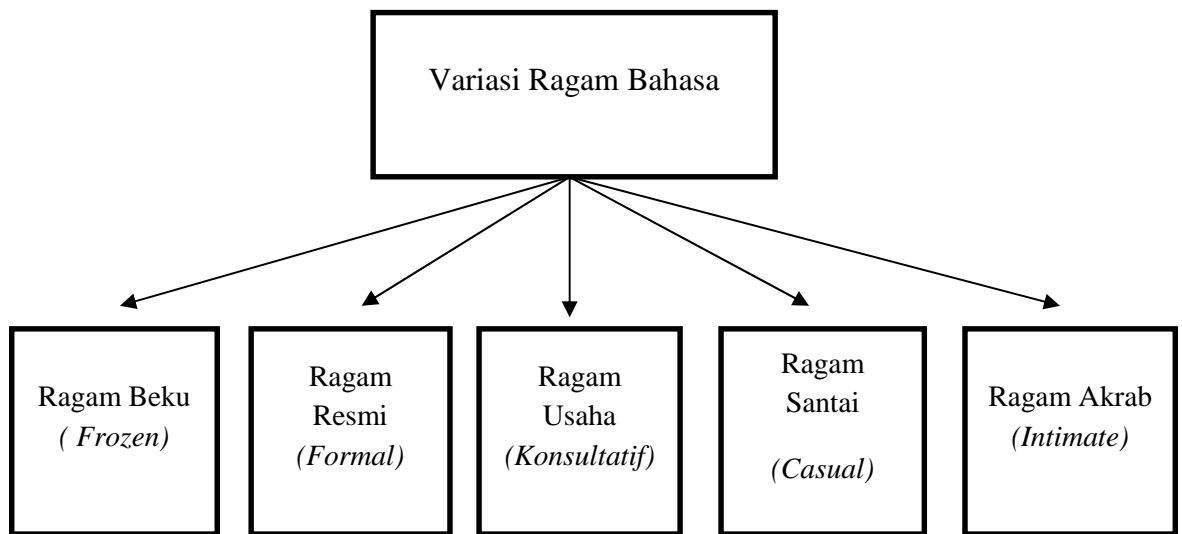 Variasi Ragam Bahasa
Ragam Beku
( Frozen)
Ragam
Resmi
(Formal)
Ragam
Usaha
(Konsultatif)
Ragam
Santai
(Casual)
Ragam Akrab
(Intimate)